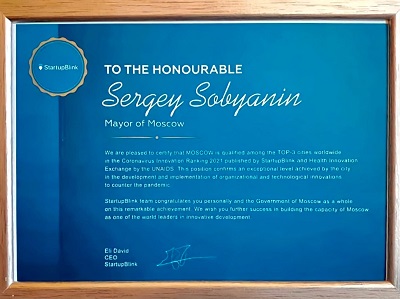 StartupBlink
TO THE HONOURABLE
Sergey Sobyanin
Mayor of Moscow
We are pleased to certify that MOSCOW is qualified among the TOP-3 cities worldwide
in the Coronavirus Innovation Ranking 2021 published by StartupBlink and Health Innovation
Exchange by the UNAIDS. This position confirms an exceptional level achieved by the city
in the development and implementation of organizational and technological innovations
to counter the pandemic.
StartupBlink team congratulates you personally and the Government of Moscow as a whole
on this remarkable achievement. We wish you further success in building the capacity of Moscow
as one of the world leaders in innovative development.
Eli David
CEO
StartupBlink